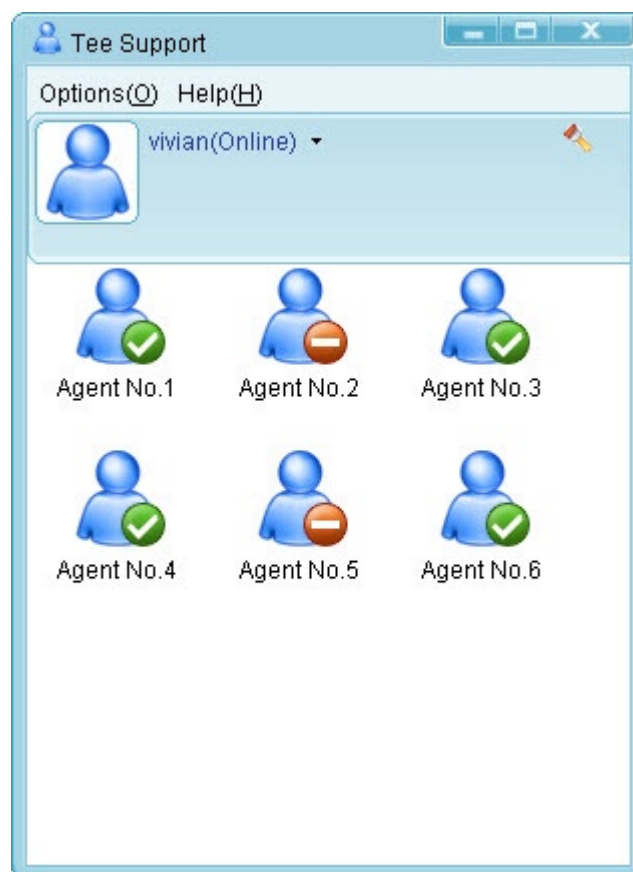 Tee Support
Options(O) Help(H)
vivian(Online)
Agent No.1 Agent No.2 Agent No.3
Agent No.4 Agent No.5 Agent No.6